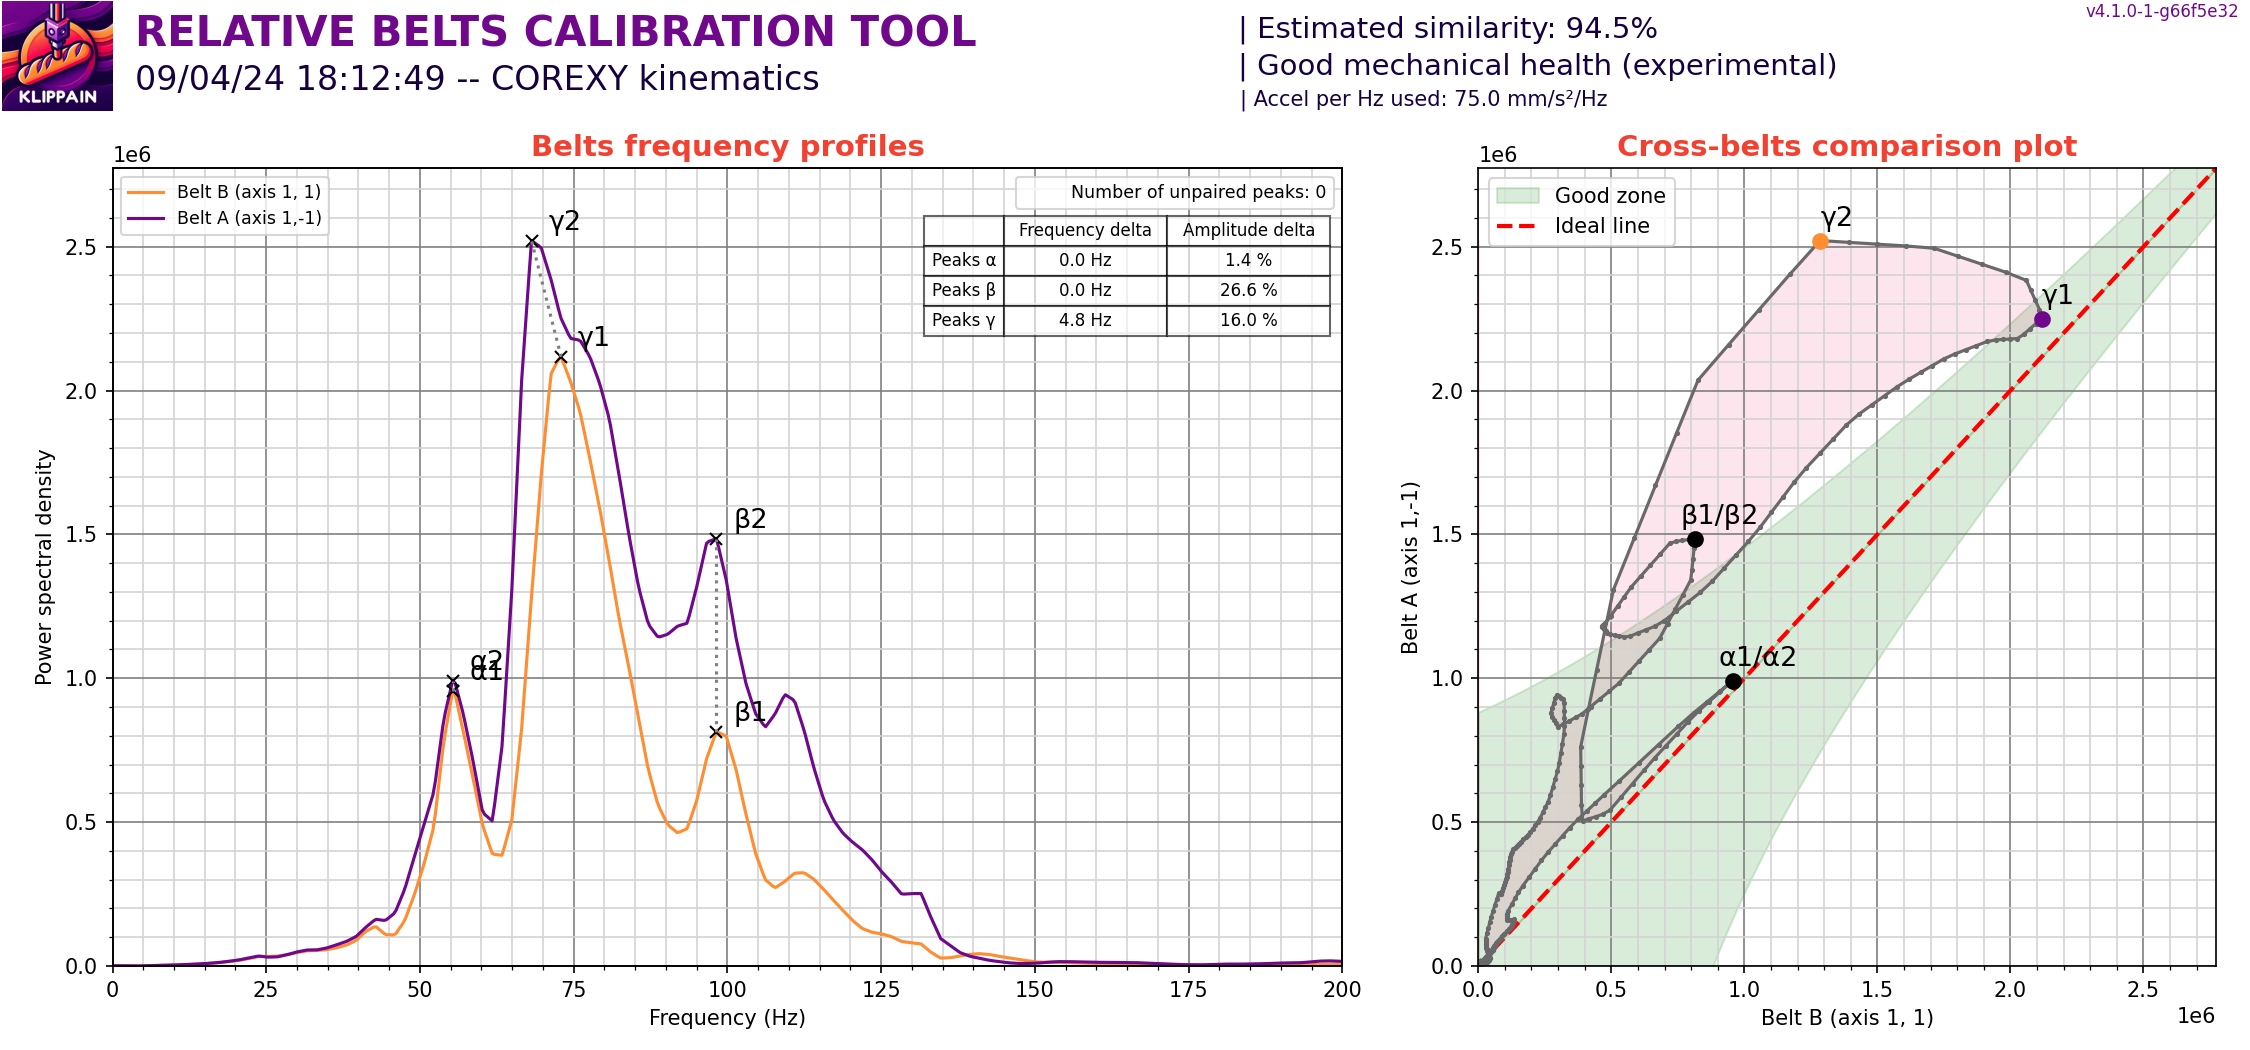 KLIPPAIN
RELATIVE BELTS CALIBRATION TOOL
09/04/24 18:12:49 -- COREXY kinematics
| Estimated similarity: 94.5%
| Good mechanical health (experimental)
| Accel per Hz used: 75.0 mm/s²/Hz
v4.1.0-1-g66f5e32
Belts frequency profiles
1e6
Belt B (axis 1, 1)
Belt A (axis 1,-1)
Number of unpaired peaks: 0
Frequency delta Amplitude delta
Peaks α 0.0 Hz 1.4 %
Peaks β 0.0 Hz 26.6 %
Peaks γ 4.8 Hz 16.0 %
γ2
γ1
β2
β1
α2
α1
2.5
2.0
1.5
1.0
0.5
0.0
Power spectral density
0 25 50 75 100 125 150 175 200
Frequency (Hz)
Cross-belts comparison plot
1e6
Good zone
Ideal line
γ2
γ1
β1/β2
α1/α2
2.5
2.0
1.5
1.0
0.5
0.0
Belt A (axis 1,-1)
0.0 0.5 1.0 1.5 2.0 2.5
Belt B (axis 1, 1)
1e6